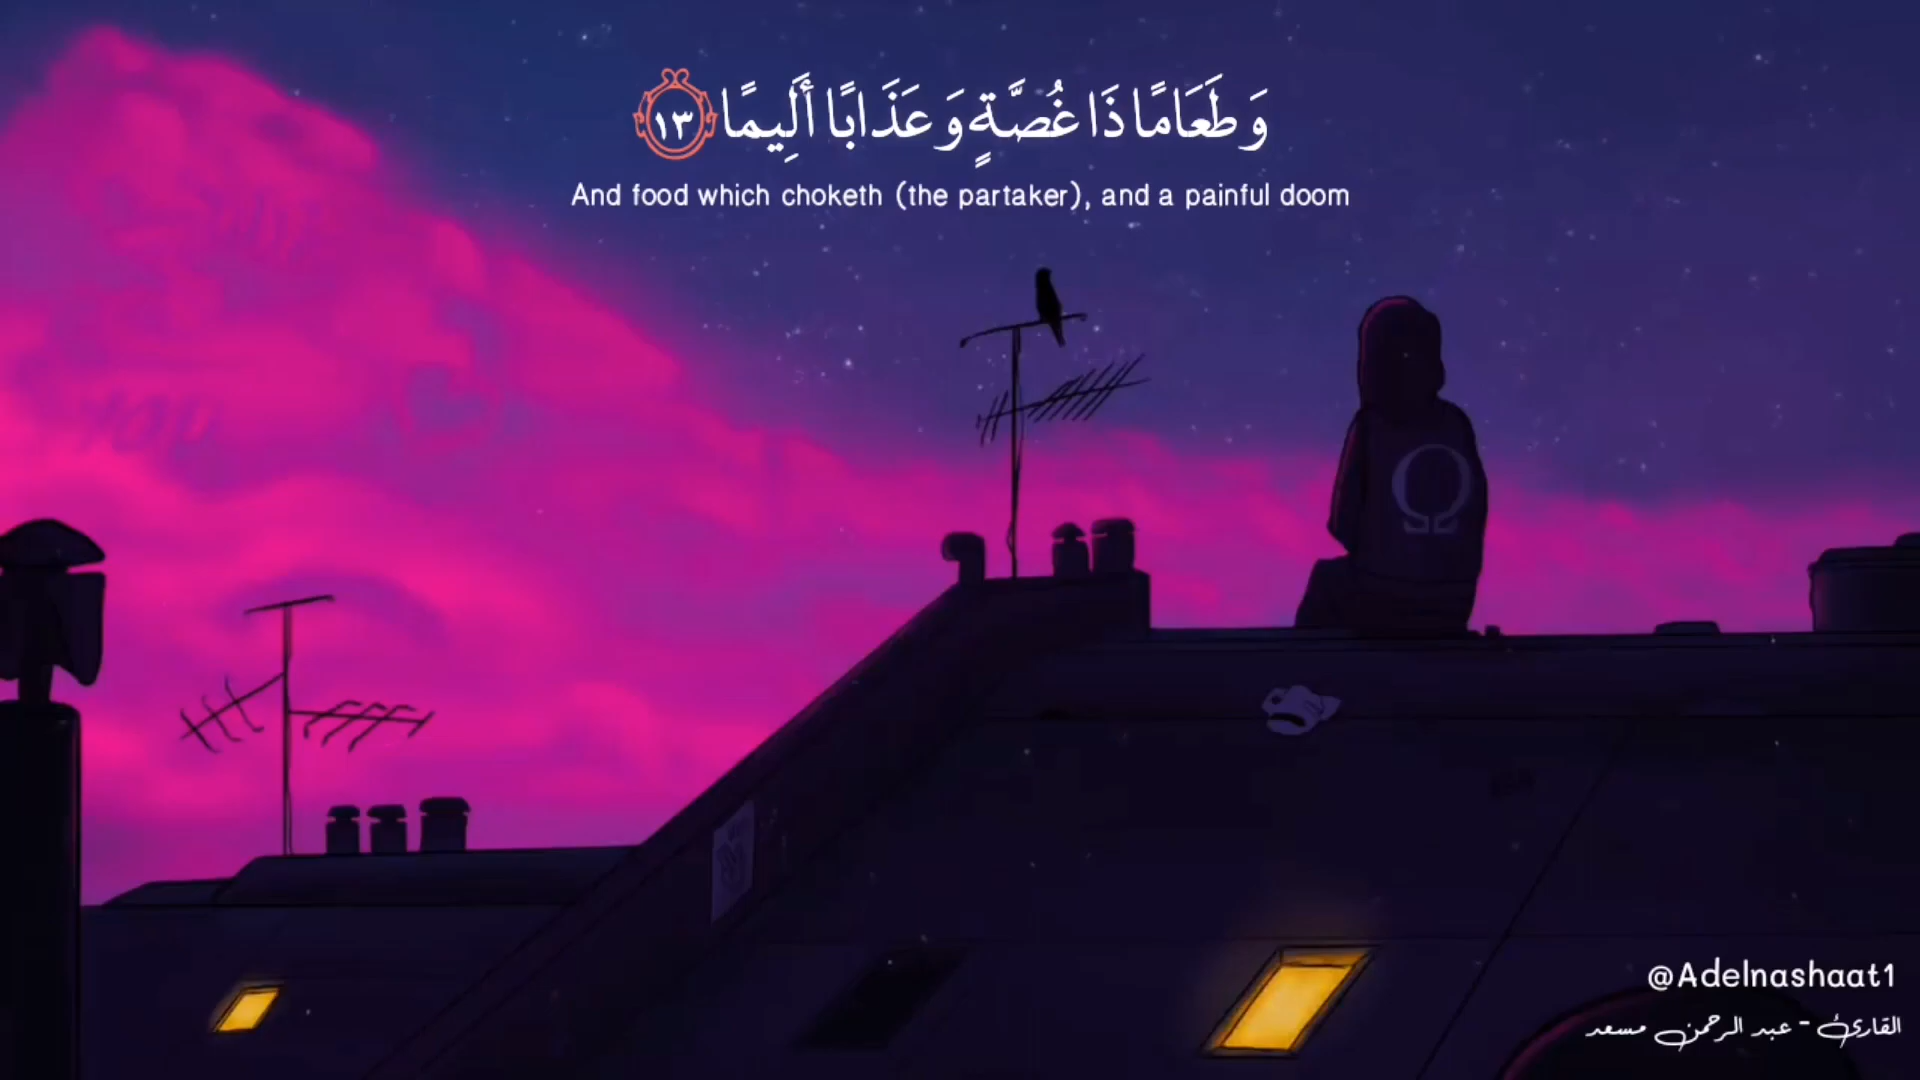 وَطَعَامًا ذَا غُصَّةٍ وَعَذَابًا أَلِيمًا ١٣
And food which choketh (the partaker), and a painful doom
Ω
@Adelnashaat1
القارئ - عبد الرحمن مسعد